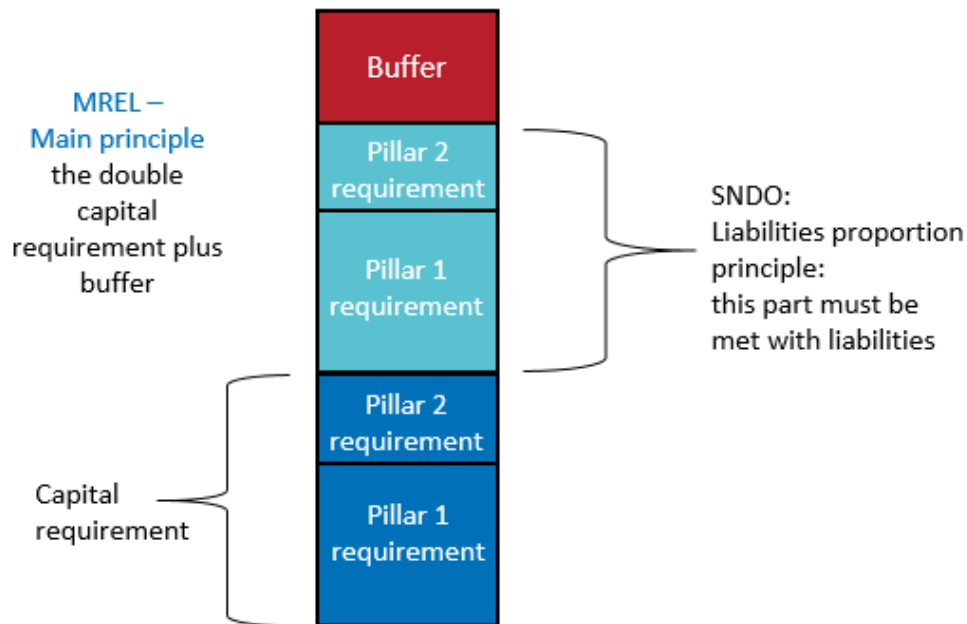 MREL –
Main principle
the double
capital
requirement plus
buffer
Buffer
Pillar 2
requirement
Pillar 1
requirement
Pillar 2
requirement
Pillar 1
requirement
SNDO:
Liabilities proportion
principle:
this part must be
met with liabilities
Capital
requirement